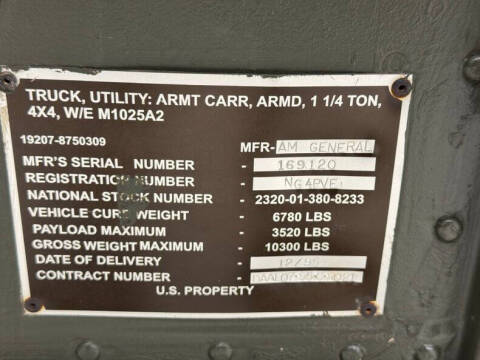 TRUCK, UTILITY: ARMT CARR, ARMD, 1 1/4 TON,
4X4, W/E M1025A2
19207-8750309 MFR- AM GENERAL
MFR'S SERIAL NUMBER - 169120
REGISTRATION NUMBER -
NATIONAL STOCK NUMBER - 2320-01-380-8233
VEHICLE CURB WEIGHT - 6780 LBS
PAYLOAD MAXIMUM - 3520 LBS
GROSS WEIGHT MAXIMUM - 10300 LBS
DATE OF DELIVERY -
CONTRACT NUMBER -
U.S. PROPERTY